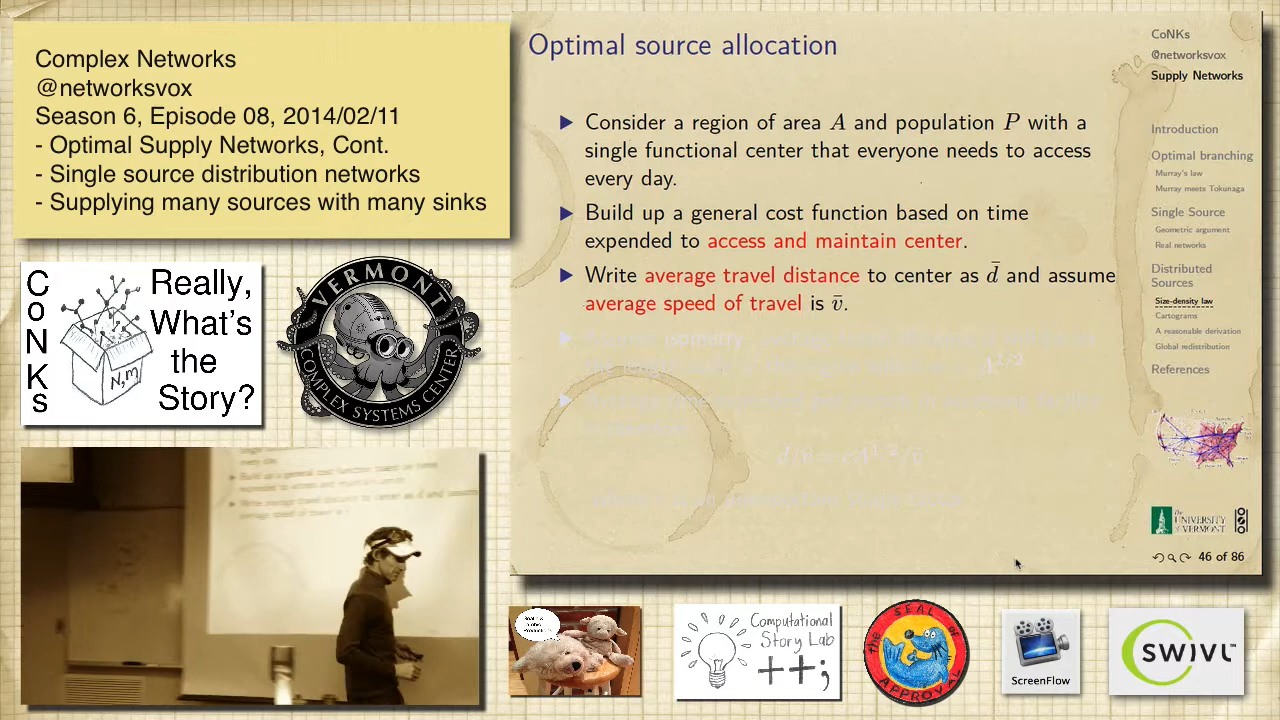 Complex Networks
@networksvox
Season 6, Episode 08, 2014/02/11
- Optimal Supply Networks, Cont.
- Single source distribution networks
- Supplying many sources with many sinks
CoNKs
Really,
What's
the
Story?
N,m
VERMONT
COMPLEX SYSTEMS CENTER
Optimal source allocation
▶ Consider a region of area A and population P with a
single functional center that everyone needs to access
every day.
▶ Build up a general cost function based on time
expended to access and maintain center.
▶ Write average travel distance to center as d̄ and assume
average speed of travel is v̄.
CoNKs
@networksvox
Supply Networks
Introduction
Optimal branching
Murray's law
Murray meets Tokunaga
Single Source
Geometric argument
Real networks
Distributed
Sources
Size-density law
Cartograms
A reasonable derivation
Global redistribution
References
The
UNIVERSITY
of VERMONT
46 of 86
Computational
Story Lab
++;
the SEAL of
APPROVAL
ScreenFlow
SWIVL™